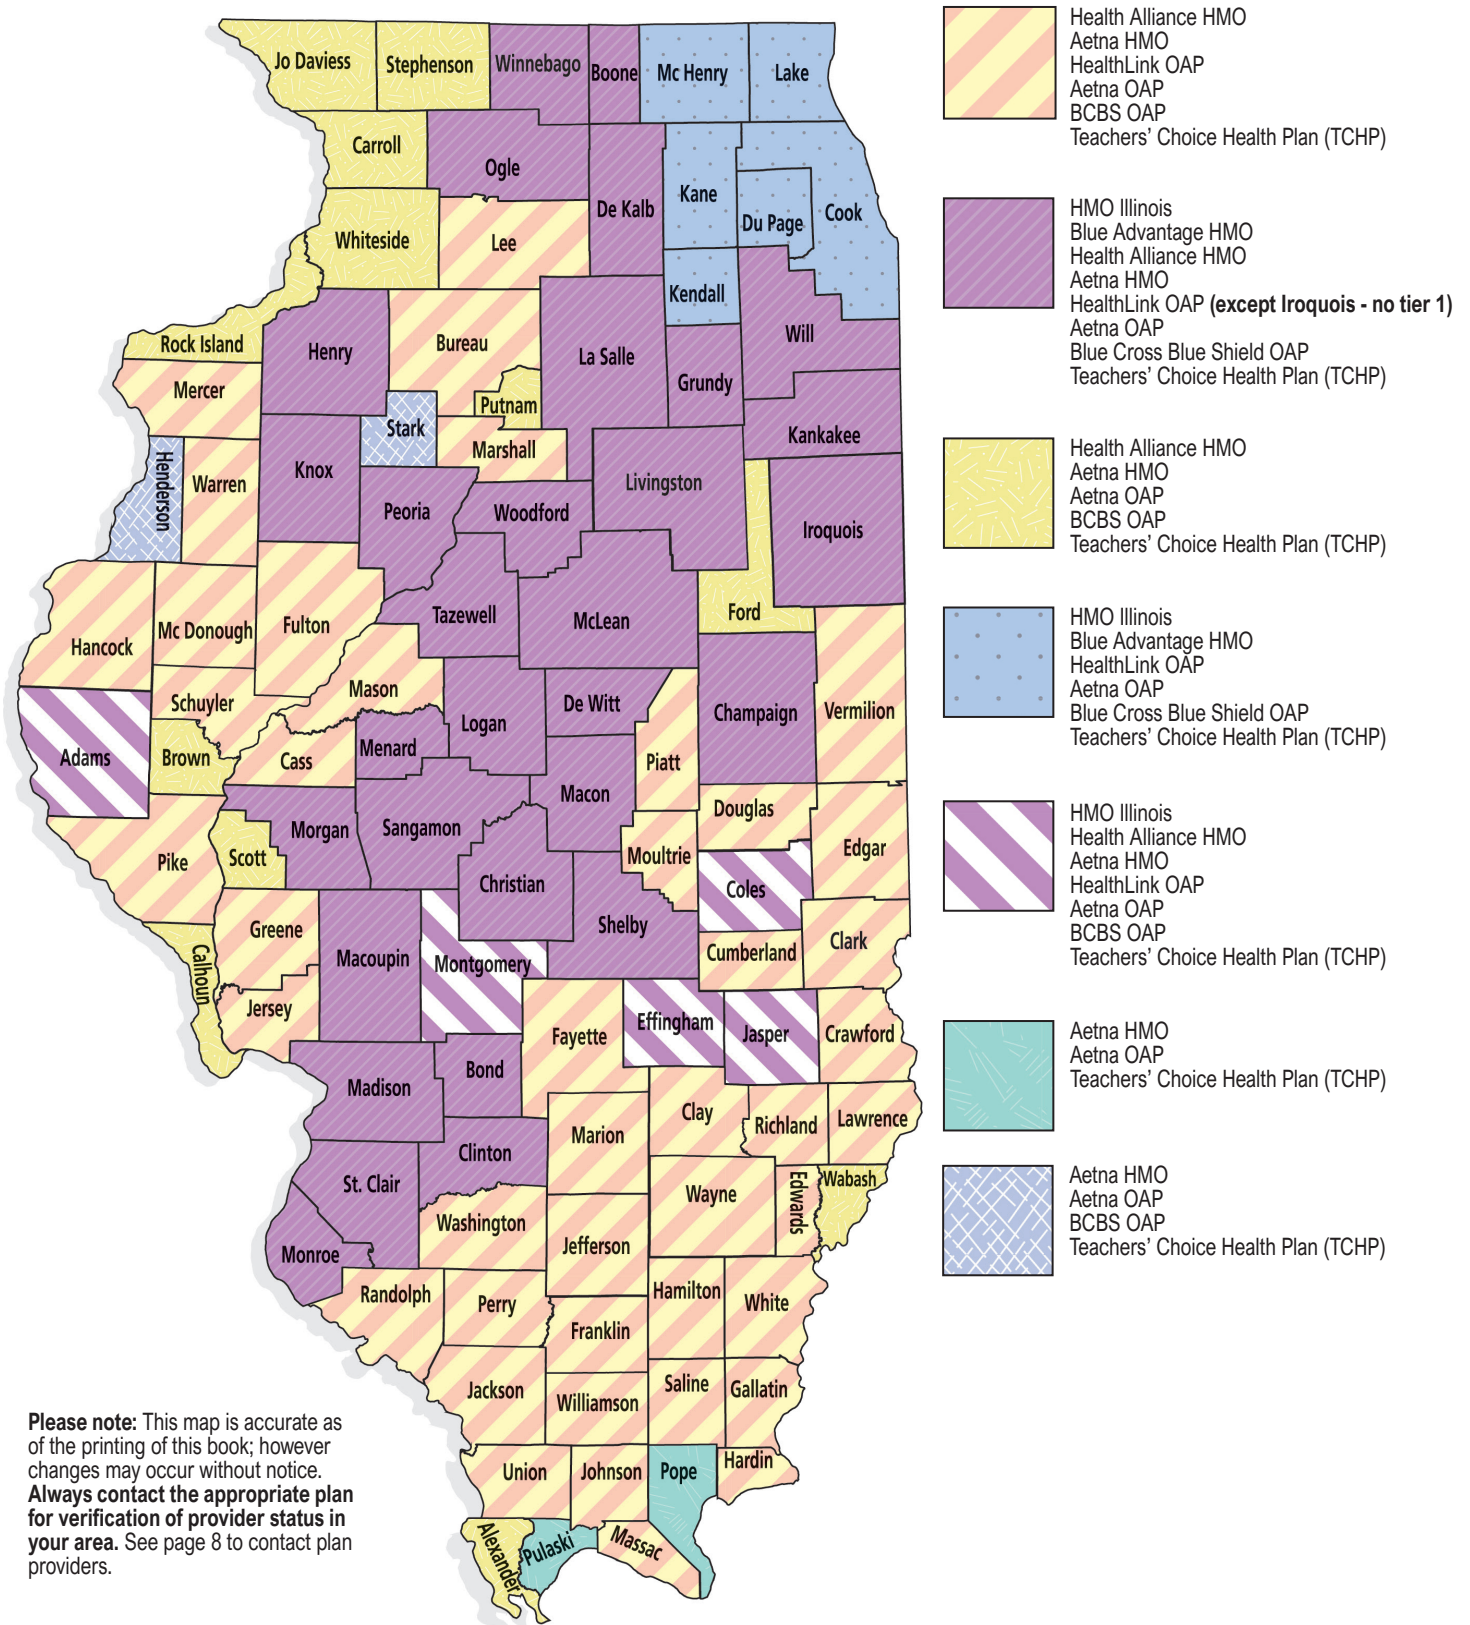 Jo Daviess
Stephenson
Winnebago
Boone
Mc Henry
Lake
Carroll
Ogle
De Kalb
Kane
Du Page
Cook
Whiteside
Lee
Kendall
Rock Island
Henry
Bureau
La Salle
Will
Grundy
Mercer
Putnam
Stark
Marshall
Kankakee
Henderson
Warren
Knox
Peoria
Woodford
Livingston
Iroquois
Hancock
Mc Donough
Fulton
Tazewell
McLean
Ford
Schuyler
Mason
Logan
De Witt
Champaign
Vermilion
Adams
Brown
Cass
Menard
Piatt
Macon
Douglas
Morgan
Sangamon
Pike
Scott
Christian
Moultrie
Edgar
Coles
Greene
Macoupin
Montgomery
Shelby
Cumberland
Clark
Calhoun
Jersey
Fayette
Effingham
Jasper
Crawford
Madison
Bond
Clay
Richland
Lawrence
Marion
Clinton
St. Clair
Wayne
Edwards
Wabash
Washington
Jefferson
Monroe
Randolph
Perry
Hamilton
White
Franklin
Jackson
Williamson
Saline
Gallatin
Union
Johnson
Pope
Hardin
Alexander
Pulaski
Massac
Health Alliance HMO
Aetna HMO
HealthLink OAP
Aetna OAP
BCBS OAP
Teachers’ Choice Health Plan (TCHP)
HMO Illinois
Blue Advantage HMO
Health Alliance HMO
Aetna HMO
HealthLink OAP (except Iroquois - no tier 1)
Aetna OAP
Blue Cross Blue Shield OAP
Teachers’ Choice Health Plan (TCHP)
Health Alliance HMO
Aetna HMO
Aetna OAP
BCBS OAP
Teachers’ Choice Health Plan (TCHP)
HMO Illinois
Blue Advantage HMO
HealthLink OAP
Aetna OAP
Blue Cross Blue Shield OAP
Teachers’ Choice Health Plan (TCHP)
HMO Illinois
Health Alliance HMO
Aetna HMO
HealthLink OAP
Aetna OAP
BCBS OAP
Teachers’ Choice Health Plan (TCHP)
Aetna HMO
Aetna OAP
Teachers’ Choice Health Plan (TCHP)
Aetna HMO
Aetna OAP
BCBS OAP
Teachers’ Choice Health Plan (TCHP)
Please note: This map is accurate as
of the printing of this book; however
changes may occur without notice.
Always contact the appropriate plan
for verification of provider status in
your area. See page 8 to contact plan
providers.